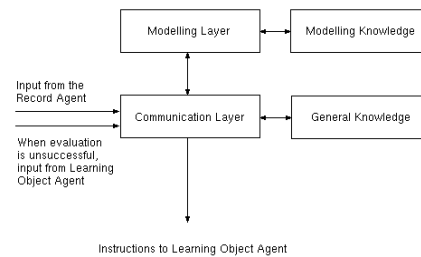 Modelling Layer
Modelling Knowledge
Input from the
Record Agent
Communication Layer
General Knowledge
When evaluation
is unsuccessful,
input from Learning
Object Agent
Instructions to Learning Object Agent